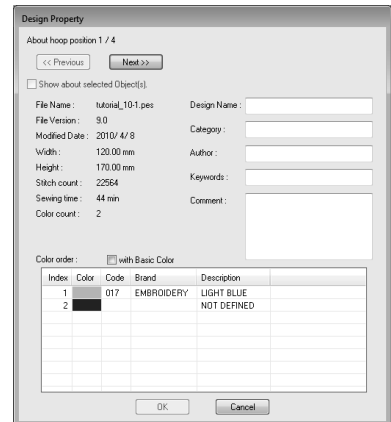 Design Property
About hoop position 1 / 4
<< Previous Next >>
Show about selected Object(s).
File Name : tutorial_10-1.pes Design Name :
File Version : 9.0
Modified Date : 2010/ 4/ 8 Category :
Width : 120.00 mm Author :
Height : 170.00 mm
Stitch count : 22564 Keywords :
Sewing time : 44 min Comment :
Color count : 2
Color order : with Basic Color
Index Color Code Brand Description
1 017 EMBROIDERY LIGHT BLUE
2 NOT DEFINED
OK Cancel